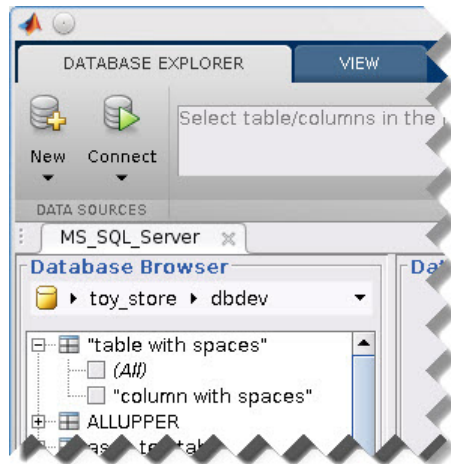 DATABASE EXPLORER
VIEW
New
Connect
Select table/columns in the
DATA SOURCES
MS_SQL_Server
Database Browser
toy_store
dbdev
"table with spaces"
(All)
"column with spaces"
ALLUPPER